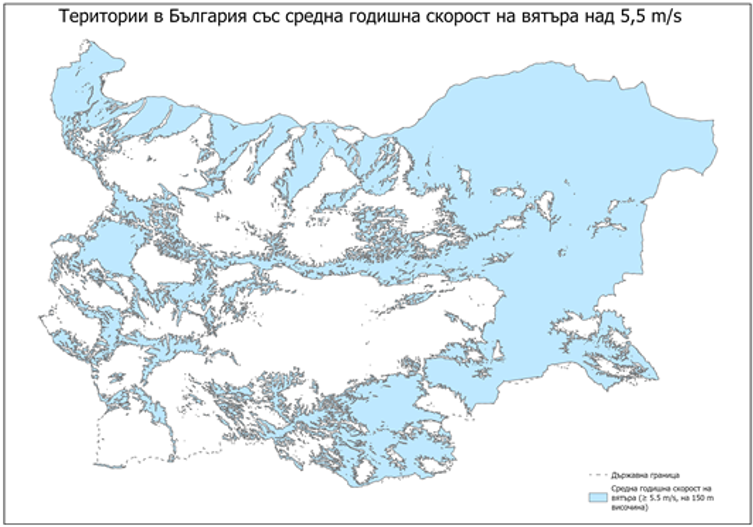 Територии в България със средна годишна скорост на вятъра над 5,5 m/s
Държавна граница
Средна годишна скорост на
вятъра (≥ 5.5 m/s, на 150 m
височина)